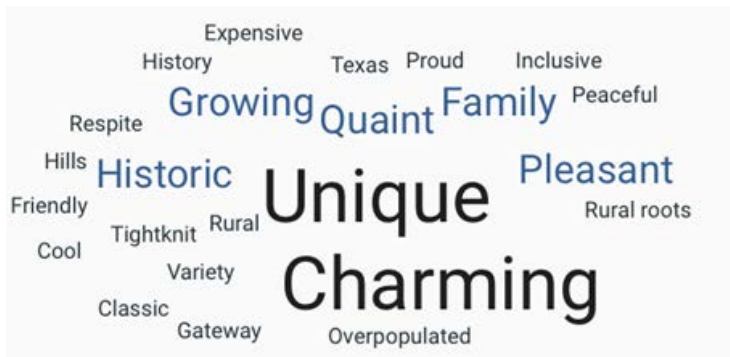 Expensive
History
Texas
Proud
Inclusive
Growing
Quaint
Family
Peaceful
Respite
Hills
Historic
Unique
Pleasant
Friendly
Rural roots
Tightknit
Rural
Cool
Variety
Charming
Classic
Gateway
Overpopulated